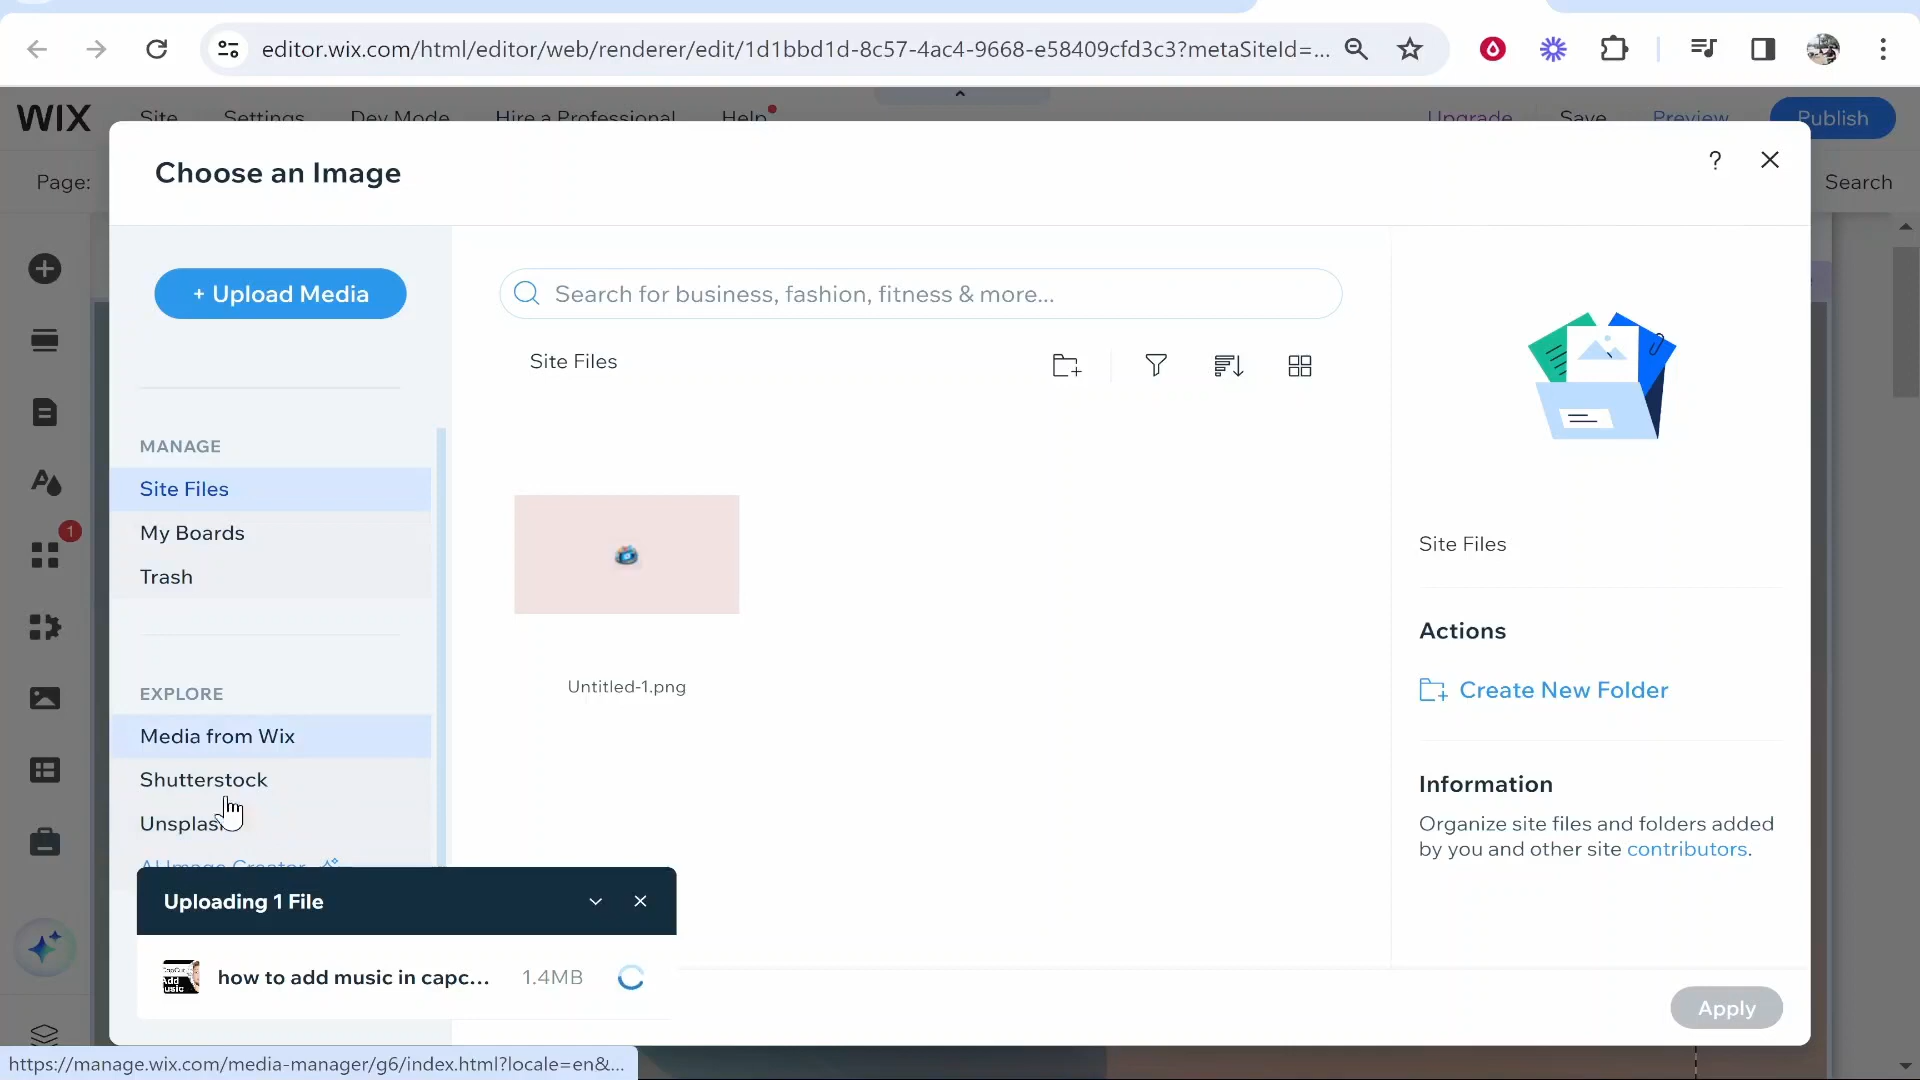 editor.wix.com/html/editor/web/renderer/edit/1d1bbd1d-8c57-4ac4-9668-e58409cfd3c3?metaSiteId=...
WIX Site Settings Dev Mode Hire a Professional Help Upgrade Save Preview Publish
Page: Search
Choose an Image ?
+ Upload Media
Search for business, fashion, fitness & more...
Site Files
MANAGE
Site Files
My Boards
Trash
1
EXPLORE
Media from Wix
Shutterstock
Unsplash
AI Image Creator
Untitled-1.png
Site Files
Actions
Create New Folder
Information
Organize site files and folders added
by you and other site contributors.
Uploading 1 File
how to add music in capc... 1.4MB
Apply
https://manage.wix.com/media-manager/g6/index.html?locale=en&...